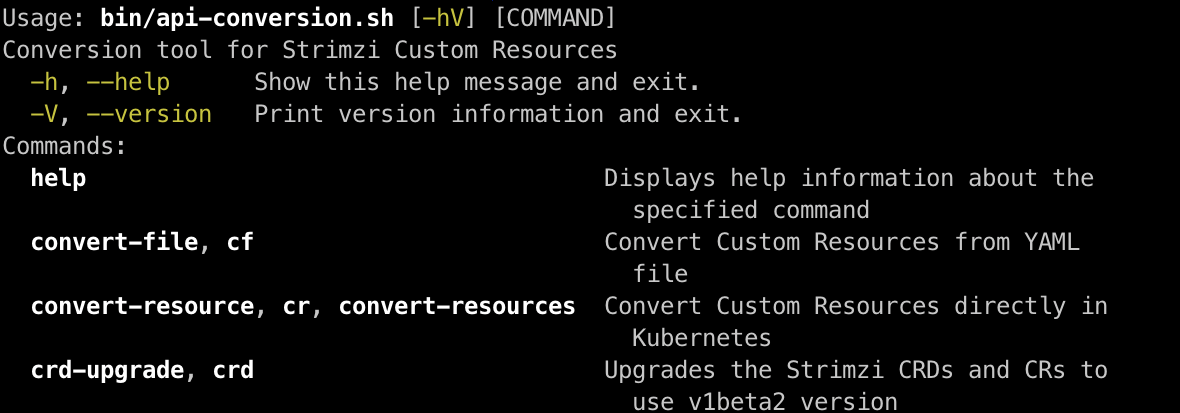 Usage: bin/api-conversion.sh [-hV] [COMMAND]
Conversion tool for Strimzi Custom Resources
  -h, --help      Show this help message and exit.
  -V, --version   Print version information and exit.
Commands:
  help                                     Displays help information about the
                                             specified command
  convert-file, cf                         Convert Custom Resources from YAML
                                             file
  convert-resource, cr, convert-resources  Convert Custom Resources directly in
                                             Kubernetes
  crd-upgrade, crd                         Upgrades the Strimzi CRDs and CRs to
                                             use v1beta2 version